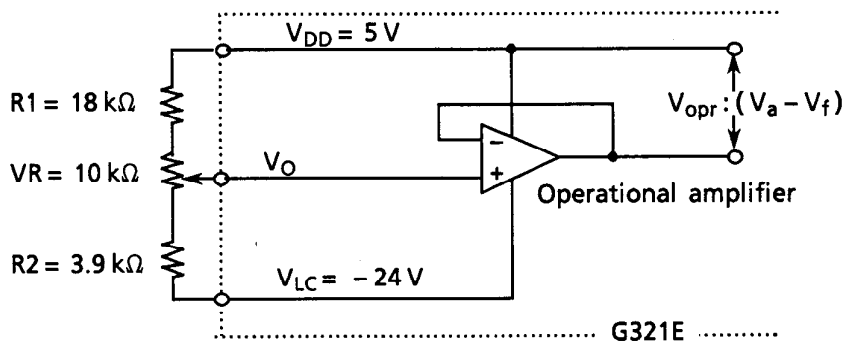 V_DD = 5 V
R1 = 18 kΩ
V_opr : (V_a − V_f)
−
VR = 10 kΩ
V_O
+
Operational amplifier
R2 = 3.9 kΩ
V_LC = − 24 V
G321E